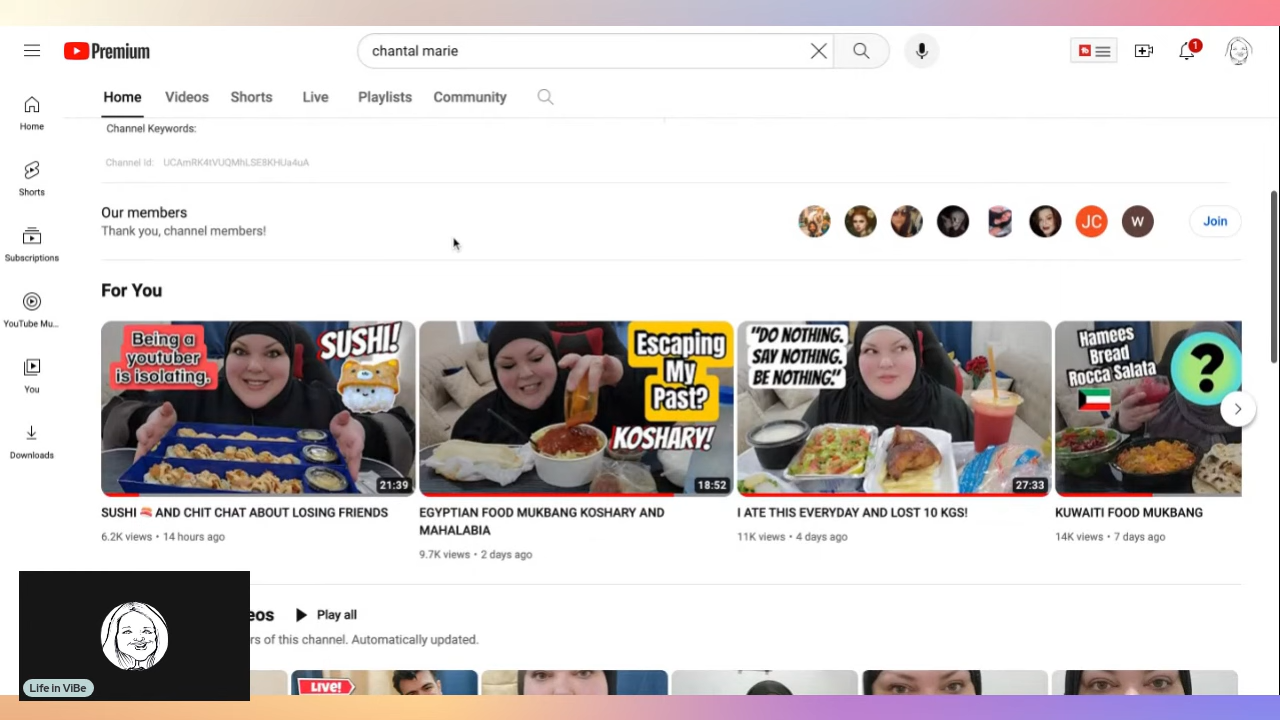 Premium
chantal marie
1
Home Videos Shorts Live Playlists Community
Home
Shorts
Subscriptions
YouTube Mu...
You
Downloads
Channel Keywords:
Channel Id: UCAmRK4tVUQMhLSE8KHUa4uA
Our members
Thank you, channel members!
JC
W
Join
For You
Being a
youtuber
is isolating.
SUSHI!
21:39
SUSHI 🍣 AND CHIT CHAT ABOUT LOSING FRIENDS
6.2K views • 14 hours ago
Escaping
My
Past?
KOSHARY!
18:52
EGYPTIAN FOOD MUKBANG KOSHARY AND
MAHALABIA
9.7K views • 2 days ago
"DO NOTHING.
SAY NOTHING.
BE NOTHING."
27:33
I ATE THIS EVERYDAY AND LOST 10 KGS!
11K views • 4 days ago
Hamees
Bread
Rocca Salata
?
KUWAITI FOOD MUKBANG
14K views • 7 days ago
eos
Play all
rs of this channel. Automatically updated.
LIVE!
Life in ViBe